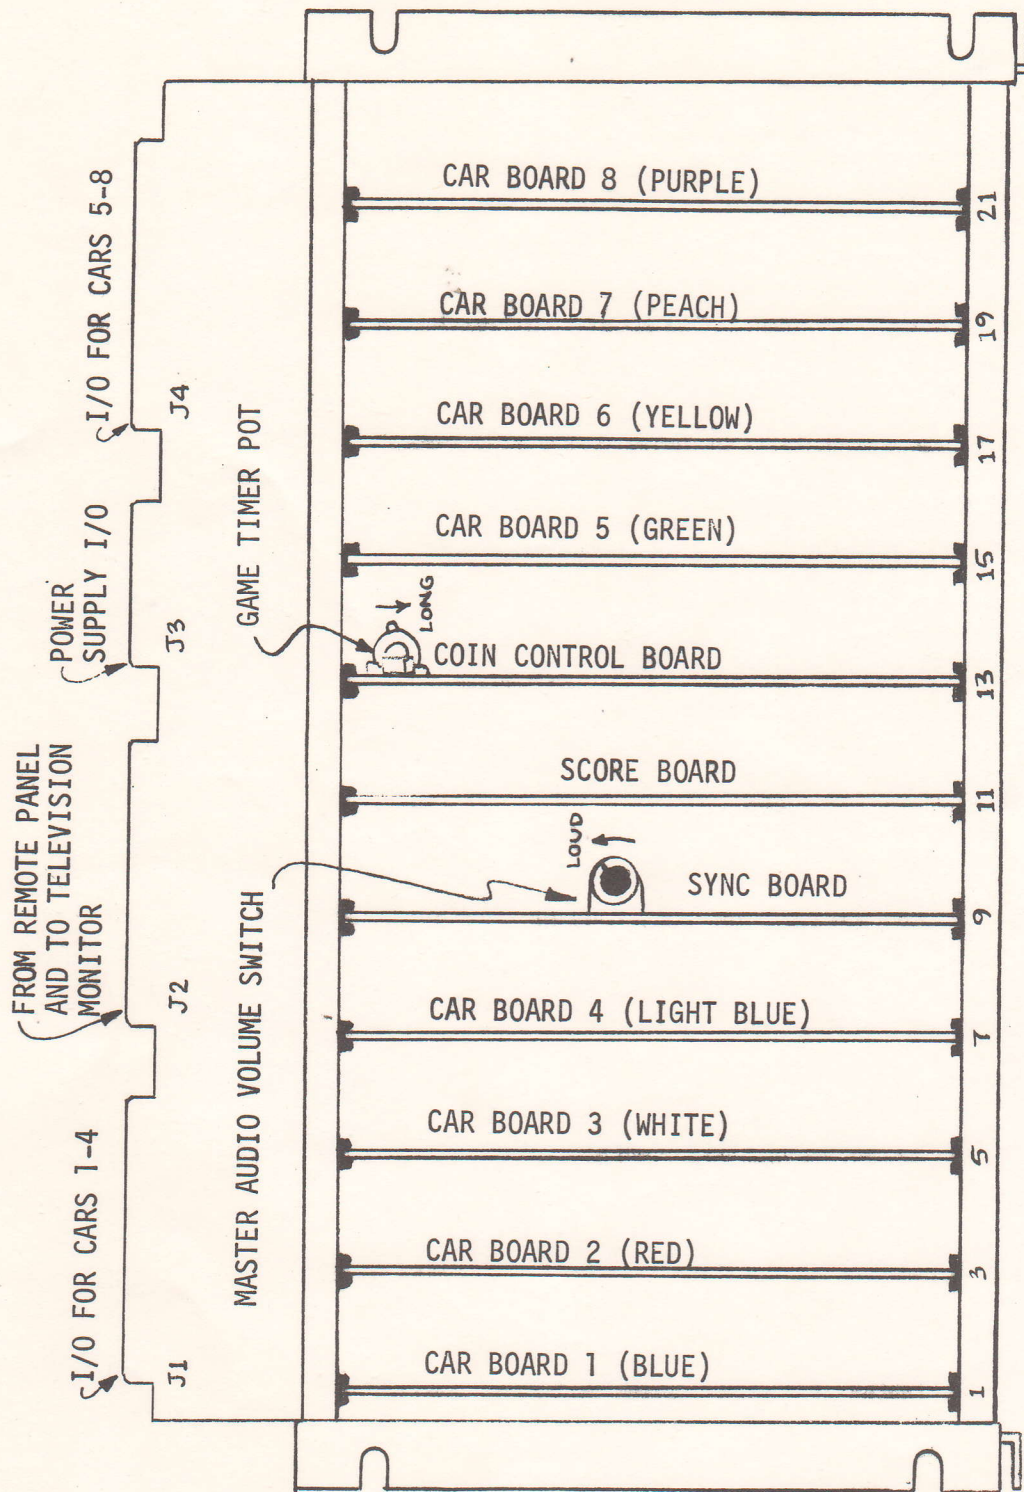 CAR BOARD 8 (PURPLE)
21
CAR BOARD 7 (PEACH)
19
CAR BOARD 6 (YELLOW)
17
CAR BOARD 5 (GREEN)
15
LONG
COIN CONTROL BOARD
13
SCORE BOARD
11
LOUD
SYNC BOARD
9
CAR BOARD 4 (LIGHT BLUE)
7
CAR BOARD 3 (WHITE)
5
CAR BOARD 2 (RED)
3
CAR BOARD 1 (BLUE)
1
I/O FOR CARS 5-8
J4
POWER
SUPPLY I/O
J3
GAME TIMER POT
FROM REMOTE PANEL
AND TO TELEVISION
MONITOR
J2
MASTER AUDIO VOLUME SWITCH
I/O FOR CARS 1-4
J1